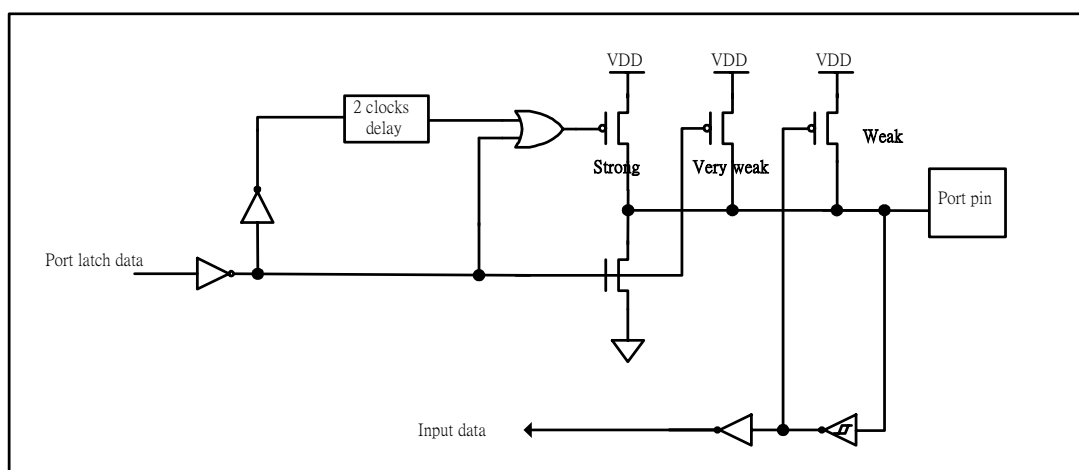 VDD
VDD
VDD
2 clocks
delay
Weak
Strong
Very weak
Port pin
Port latch data
Input data